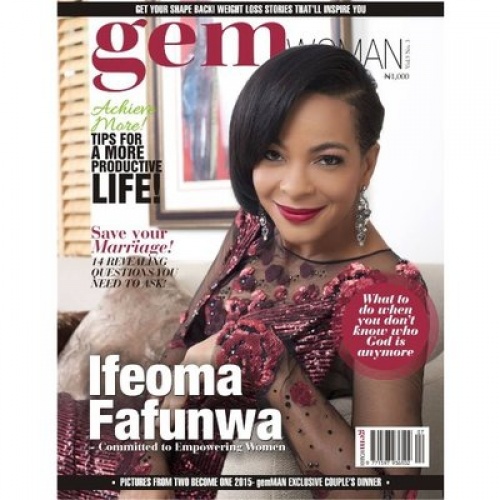 GET YOUR SHAPE BACK! WEIGHT LOSS STORIES THAT'LL INSPIRE YOU
gem WOMAN
₦1,000
Achieve
More!
TIPS FOR
A MORE
PRODUCTIVE
LIFE!
Save your
Marriage!
14 REVEALING
QUESTIONS YOU
NEED TO ASK!
What to
do when
you don't
know who
God is
anymore
Ifeoma
Fafunwa
- Committed to Empowering Women
• PICTURES FROM TWO BECOME ONE 2015- gemMAN EXCLUSIVE COUPLE'S DINNER •